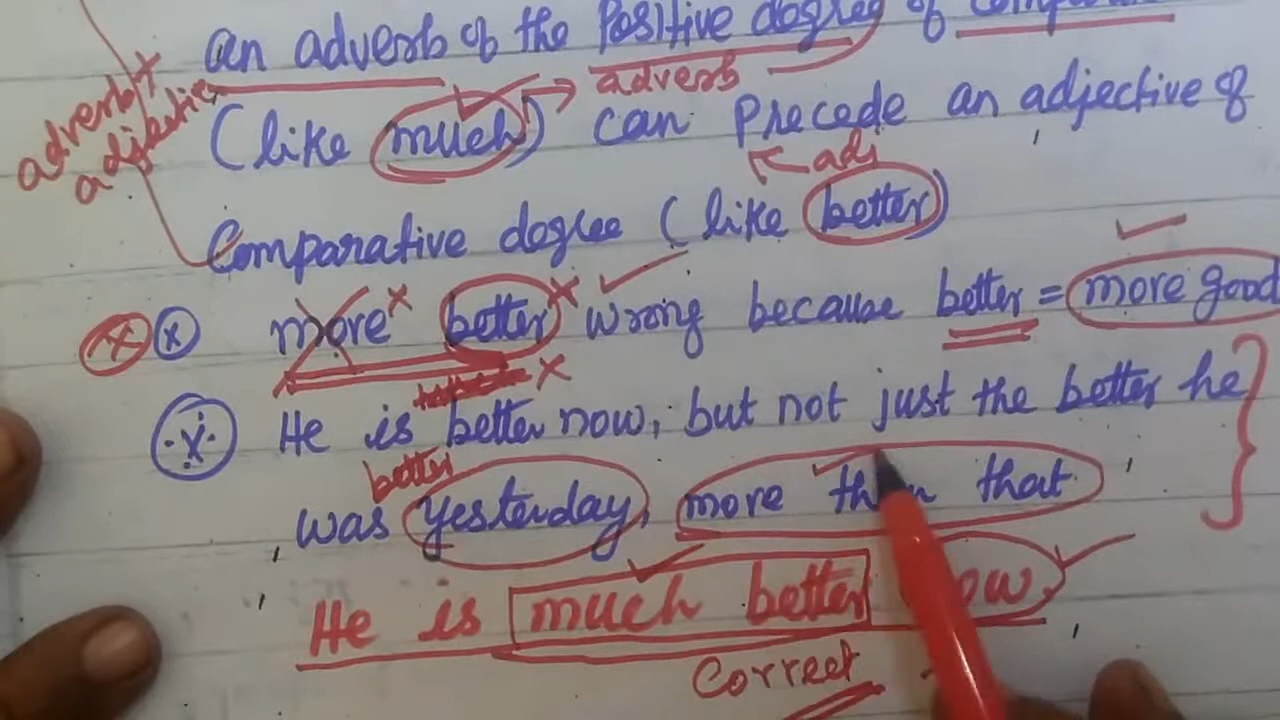 an adverb of the Positive degree of
adverb
adverb +
adjective
(like much) can precede an adjective of
adj
Comparative degree (like better)
more better wrong because better = more good
He is better now, but not just the better he
better
was yesterday, more than that
He is much better now.
Correct